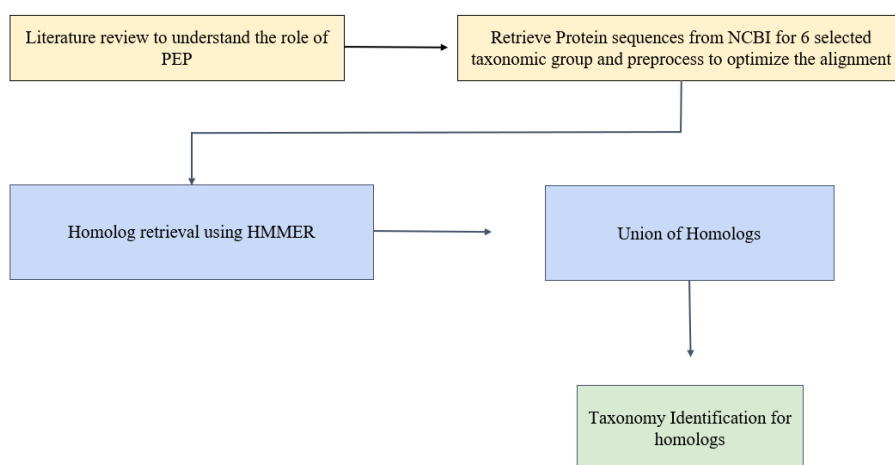 Literature review to understand the role of
PEP
Retrieve Protein sequences from NCBI for 6 selected
taxonomic group and preprocess to optimize the alignment
Homolog retrieval using HMMER
Union of Homologs
Taxonomy Identification for
homologs